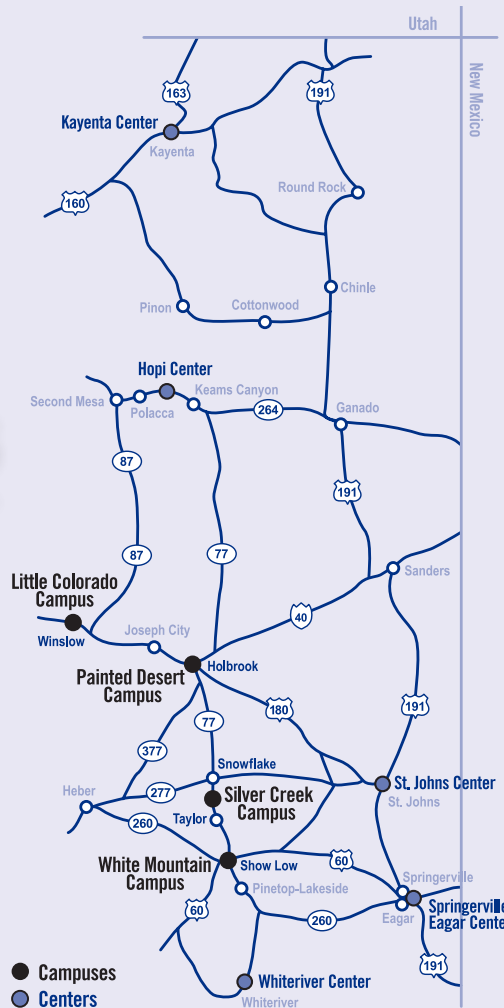 Utah
New Mexico
163
191
Kayenta Center
Kayenta
Round Rock
160
Chinle
Pinon
Cottonwood
Hopi Center
Second Mesa
Polacca
Keams Canyon
264
Ganado
87
191
77
87
Sanders
Little Colorado
Campus
Winslow
Joseph City
40
Painted Desert
Campus
Holbrook
180
191
77
377
Snowflake
St. Johns Center
St. Johns
Heber
277
Silver Creek
Campus
Taylor
260
White Mountain
Campus
Show Low
60
Pinetop-Lakeside
Springerville
Springerville
Eagar Center
Eagar
60
260
191
Campuses
Centers
Whiteriver Center
Whiteriver